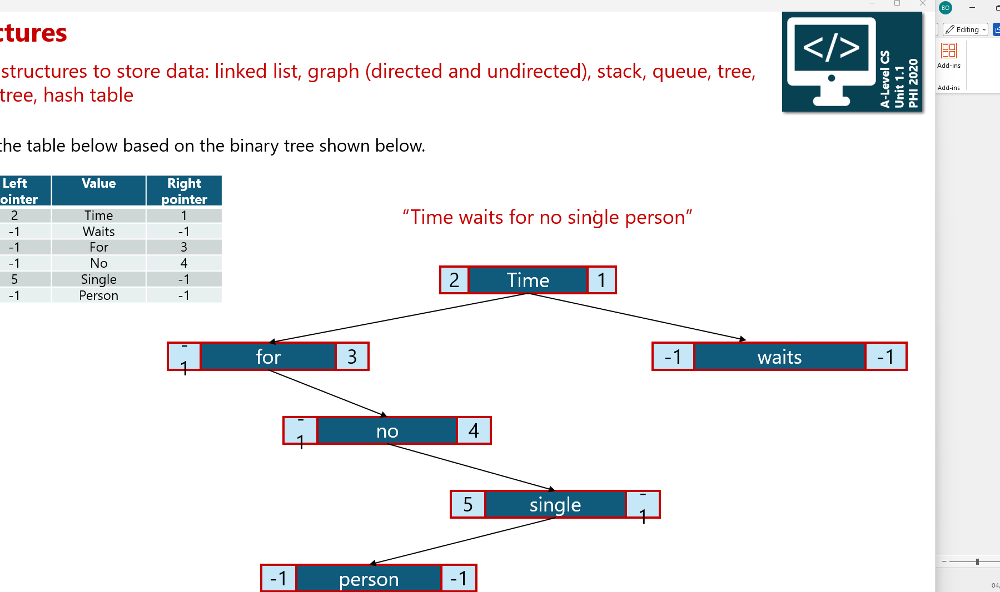 BO
Editing
Add-ins
Add-ins
ctures
structures to store data: linked list, graph (directed and undirected), stack, queue, tree,
tree, hash table
</>
A-Level CS
Unit 1.1
PHI 2020
the table below based on the binary tree shown below.
Left ointer Value Right pointer
2 Time 1
-1 Waits -1
-1 For 3
-1 No 4
5 Single -1
-1 Person -1
“Time waits for no single person”
2 Time 1
-1 for 3
-1 waits -1
-1 no 4
5 single -1
-1 person -1
04/